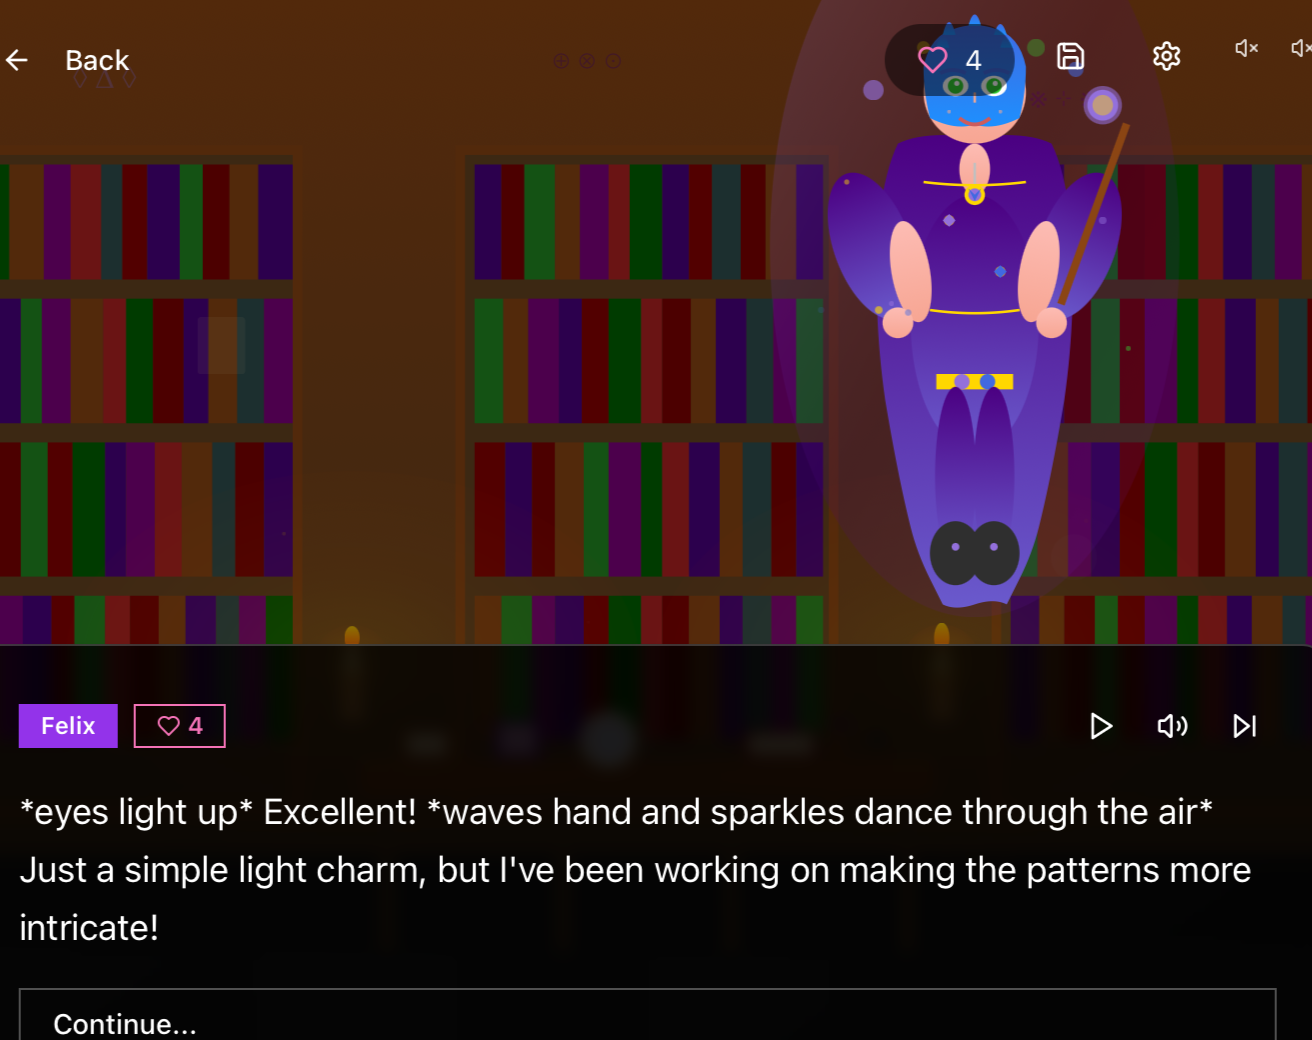 Back
4
Felix
4
*eyes light up* Excellent! *waves hand and sparkles dance through the air*
Just a simple light charm, but I've been working on making the patterns more
intricate!
Continue...